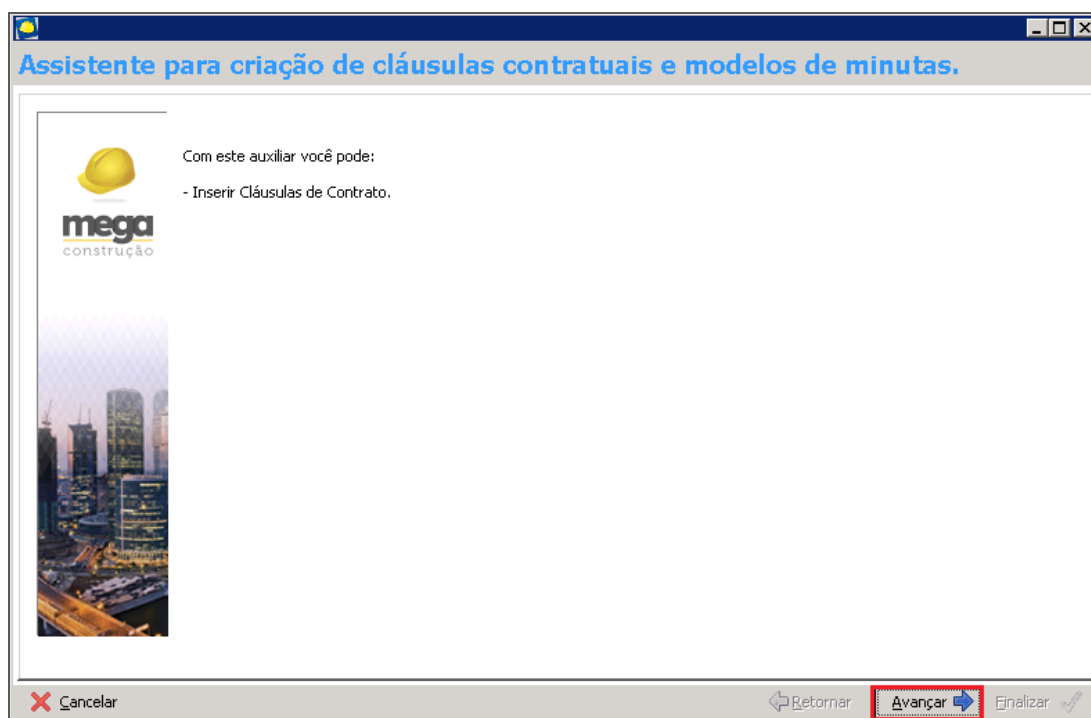 Assistente para criação de cláusulas contratuais e modelos de minutas.
Com este auxiliar você pode:
- Inserir Cláusulas de Contrato.
mega
construção
Cancelar
Retornar
Avançar
Finalizar